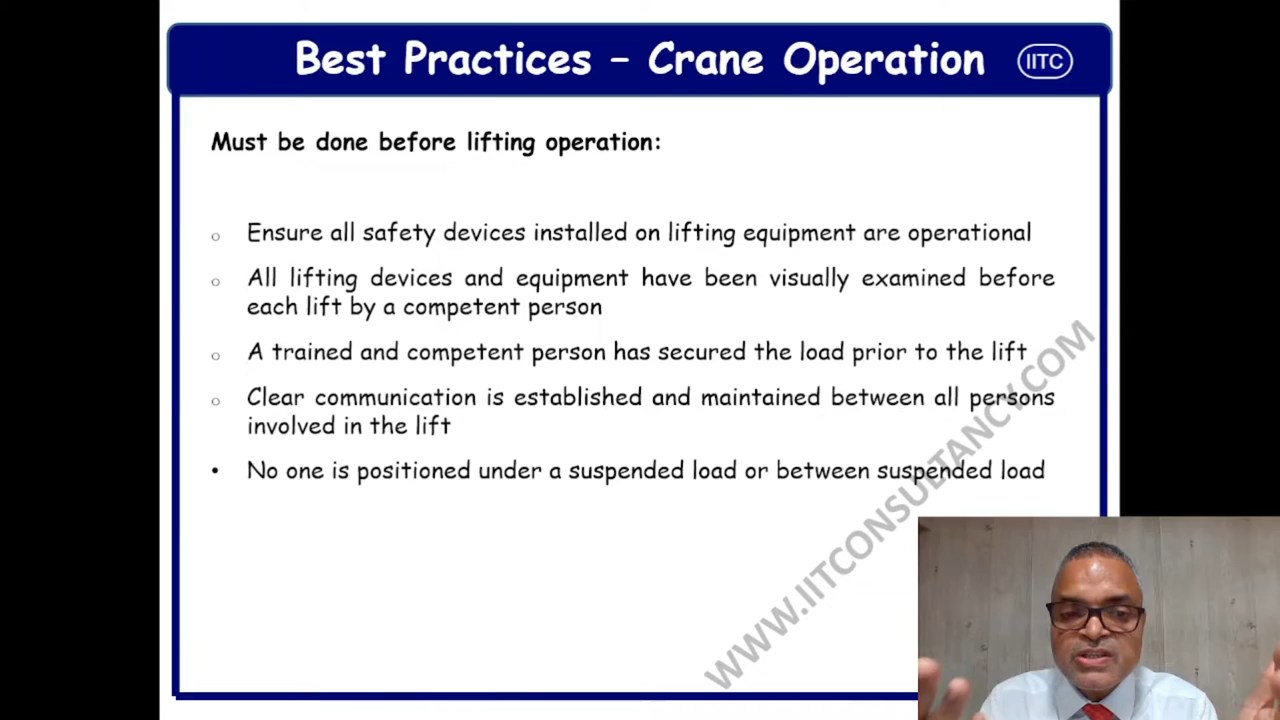 Best Practices – Crane Operation
IITC
Must be done before lifting operation:
o Ensure all safety devices installed on lifting equipment are operational
o All lifting devices and equipment have been visually examined before
each lift by a competent person
o A trained and competent person has secured the load prior to the lift
o Clear communication is established and maintained between all persons
involved in the lift
• No one is positioned under a suspended load or between suspended load
WWW.IITCONSULTANCY.COM